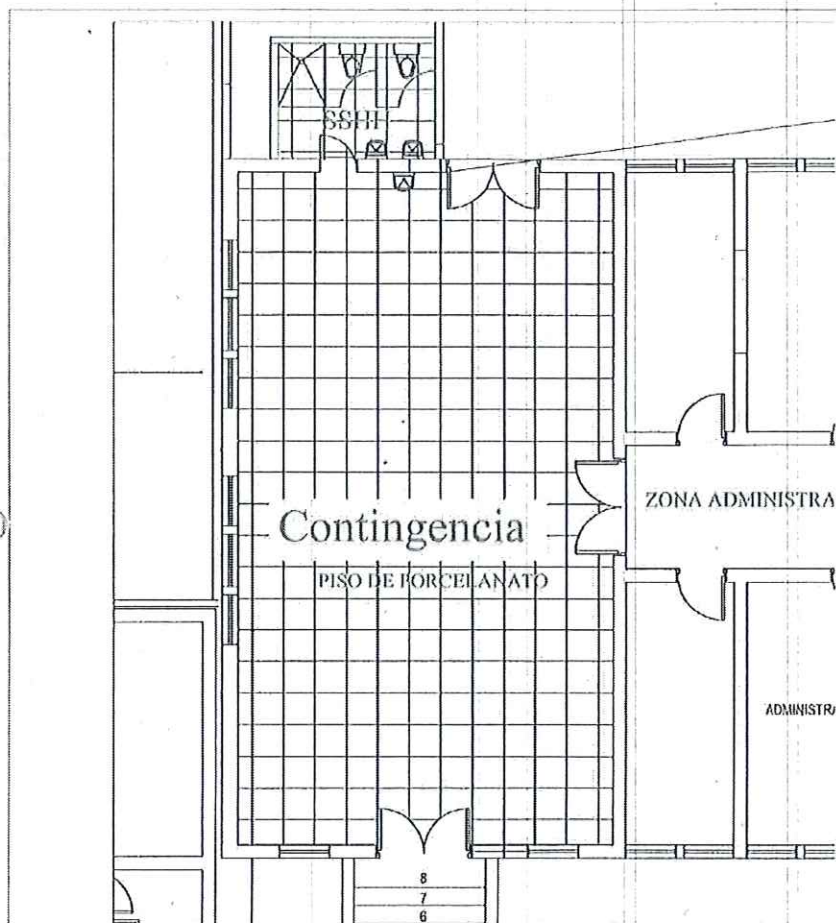 SSHH
ZONA ADMINISTRA
Contingencia
PISO DE PORCELANATO
ADMINISTRA
8
7
6